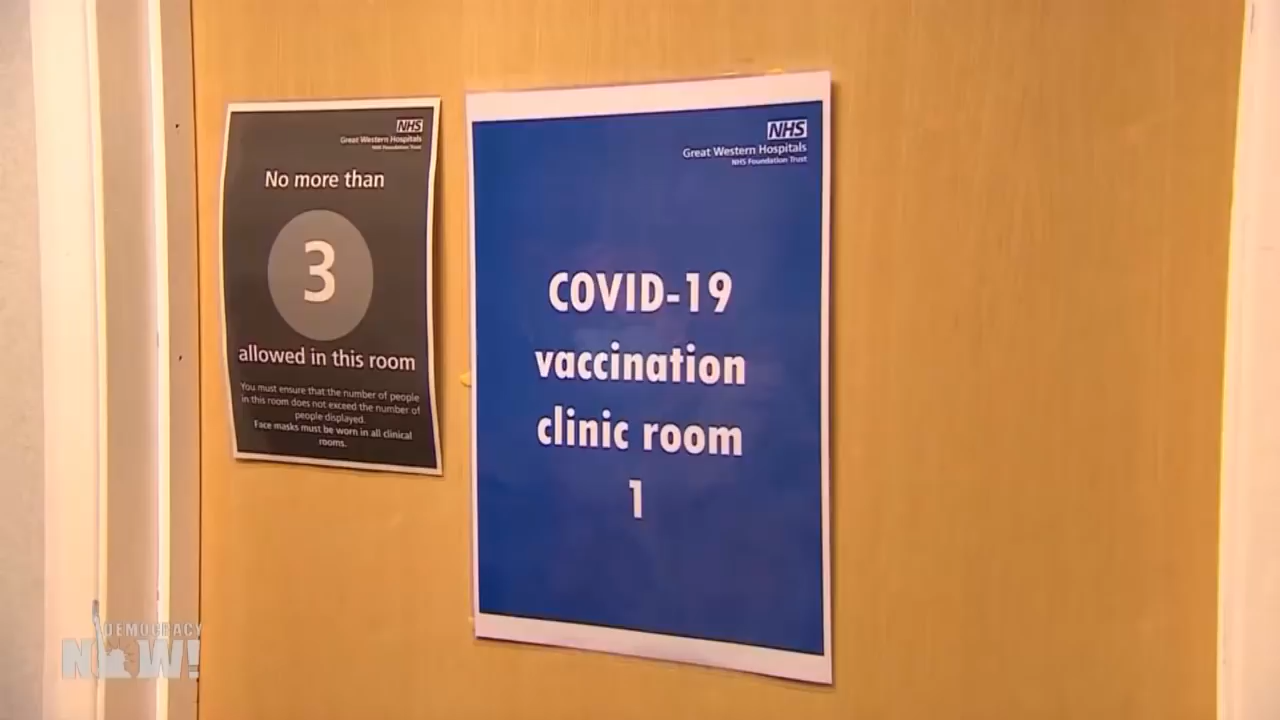 NHS
Great Western Hospitals
NHS Foundation Trust
No more than
3
allowed in this room
You must ensure that the number of people
in this room does not exceed the number of
people displayed.
Face masks must be worn in all clinical
rooms.
NHS
Great Western Hospitals
NHS Foundation Trust
COVID-19
vaccination
clinic room
1
DEMOCRACY
NOW!